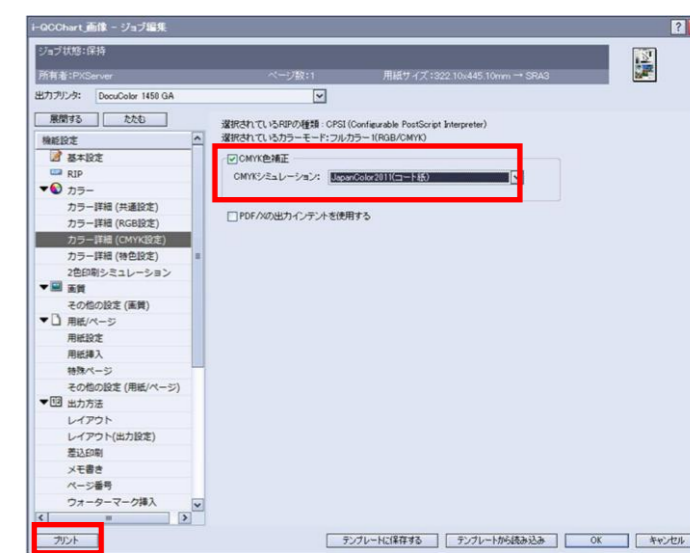 i-QCChart_画像 - ジョブ編集
?
ジョブ状態:保持
所有者:PXServer
ページ数:1
用紙サイズ:322.10x445.10mm → SRA3
出力プリンタ: DocuColor 1450 GA
展開する
たたむ
機能設定
基本設定
RIP
カラー
カラー詳細 (共通設定)
カラー詳細 (RGB設定)
カラー詳細 (CMYK設定)
カラー詳細 (特色設定)
2色印刷シミュレーション
画質
その他の設定 (画質)
用紙/ページ
用紙設定
用紙挿入
特殊ページ
その他の設定 (用紙/ページ)
出力方法
レイアウト
レイアウト(出力設定)
差込印刷
メモ書き
ページ番号
ウォーターマーク挿入
選択されているRIPの種類 : CPSI (Configurable PostScript Interpreter)
選択されているカラーモード:フルカラー1(RGB/CMYK)
CMYK色補正
CMYKシミュレーション: JapanColor2011(コート紙)
PDF/Xの出力インテントを使用する
プリント
テンプレートに保存する
テンプレートから読み込み
OK
キャンセル